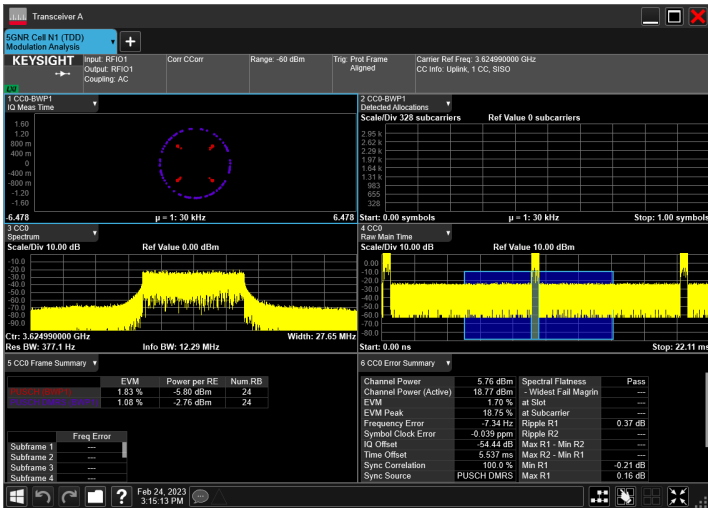 Transceiver A
5GNR Cell N1 (TDD)
Modulation Analysis
KEYSIGHT
LXI
Input: RFIO1
Output: RFIO1
Coupling: AC
Corr CCorr
Range: -60 dBm
Trig: Prot Frame
Aligned
Carrier Ref Freq: 3.624990000 GHz
CC Info: Uplink, 1 CC, SISO
1 CC0-BWP1
IQ Meas Time
1.60
1.20
800 m
400 m
0
-400 m
-800 m
-1.20
-1.60
-6.478
µ = 1: 30 kHz
6.478
2 CC0-BWP1
Detected Allocations
Scale/Div 328 subcarriers
Ref Value 0 subcarriers
2.95 k
2.62 k
2.29 k
1.97 k
1.64 k
1.31 k
983
655
328
Start: 0.00 symbols
µ = 1: 30 kHz
Stop: 1.00 symbols
3 CC0
Spectrum
Scale/Div 10.00 dB
Ref Value 0.00 dBm
-10.0
-20.0
-30.0
-40.0
-50.0
-60.0
-70.0
-80.0
-90.0
Ctr: 3.624990000 GHz
Width: 27.65 MHz
Res BW: 377.1 Hz
Info BW: 12.29 MHz
4 CC0
Raw Main Time
Scale/Div 10.00 dB
Ref Value 10.00 dBm
0.00
-10.0
-20.0
-30.0
-40.0
-50.0
-60.0
-70.0
-80.0
Start: 0.00 ns
Stop: 22.11 ms
5 CC0 Frame Summary
EVM Power per RE Num.RB
1.83 % -5.80 dBm 24
1.08 % -2.76 dBm 24
Freq Error
Subframe 1 ---
Subframe 2 ---
Subframe 3 ---
Subframe 4 ---
6 CC0 Error Summary
Channel Power 5.76 dBm Spectral Flatness Pass
Channel Power (Active) 18.77 dBm - Widest Fail Magrin ---
EVM 1.70 % at Slot ---
EVM Peak 18.75 % at Subcarrier ---
Frequency Error -7.34 Hz Ripple R1 0.37 dB
Symbol Clock Error -0.039 ppm Ripple R2 ---
IQ Offset -54.44 dB Max R1 - Min R2 ---
Time Offset 5.537 ms Max R2 - Min R1 ---
Sync Correlation 100.0 % Min R1 -0.21 dB
Sync Source PUSCH DMRS Max R1 0.16 dB
Feb 24, 2023
3:15:13 PM